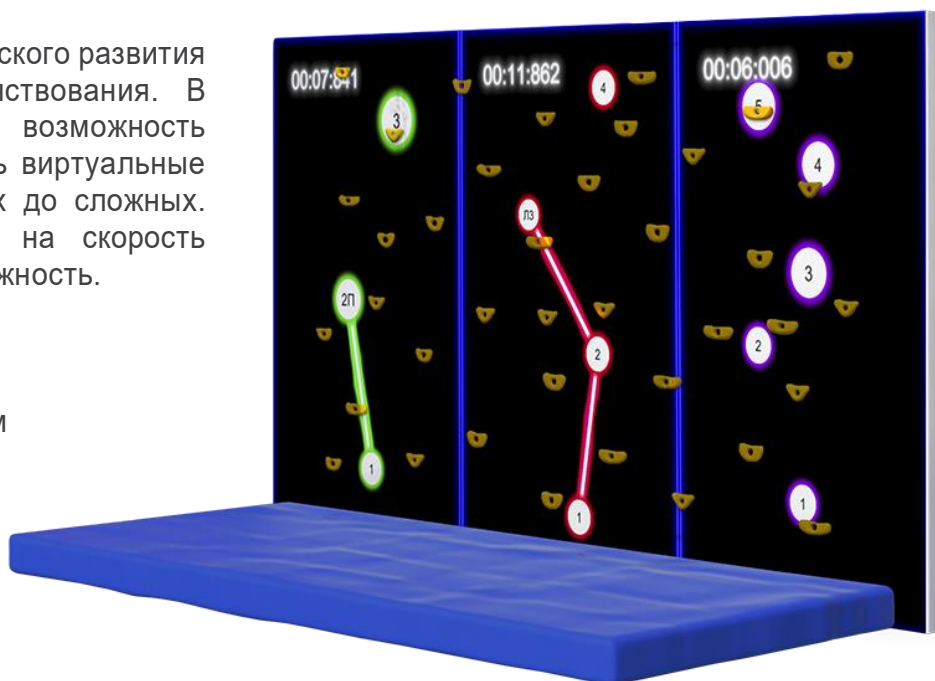 ского развития
нствования. В
возможность
ь виртуальные
х до сложных.
на скорость
жность.
м
00:07:841
3
2П
1
00:11:862
4
Л3
2
1
00:06:006
5
4
3
2
1